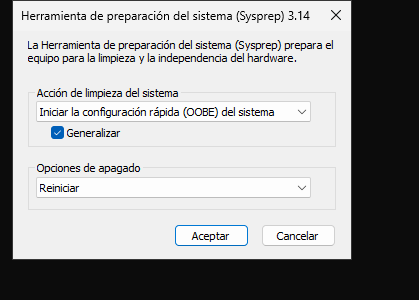 Herramienta de preparación del sistema (Sysprep) 3.14
La Herramienta de preparación del sistema (Sysprep) prepara el
equipo para la limpieza y la independencia del hardware.
Acción de limpieza del sistema
Iniciar la configuración rápida (OOBE) del sistema
Generalizar
Opciones de apagado
Reiniciar
Aceptar
Cancelar